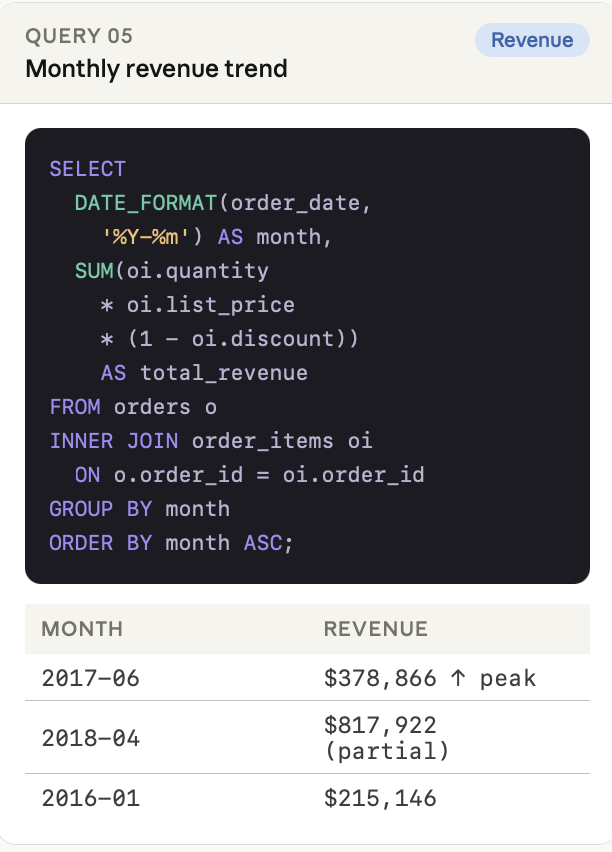 QUERY 05
Revenue
Monthly revenue trend
SELECT
DATE_FORMAT(order_date,
'%Y-%m') AS month,
SUM(oi.quantity
* oi.list_price
* (1 - oi.discount))
AS total_revenue
FROM orders o
INNER JOIN order_items oi
ON o.order_id = oi.order_id
GROUP BY month
ORDER BY month ASC;
MONTH REVENUE
2017-06 $378,866 ↑ peak
2018-04 $817,922
(partial)
2016-01 $215,146